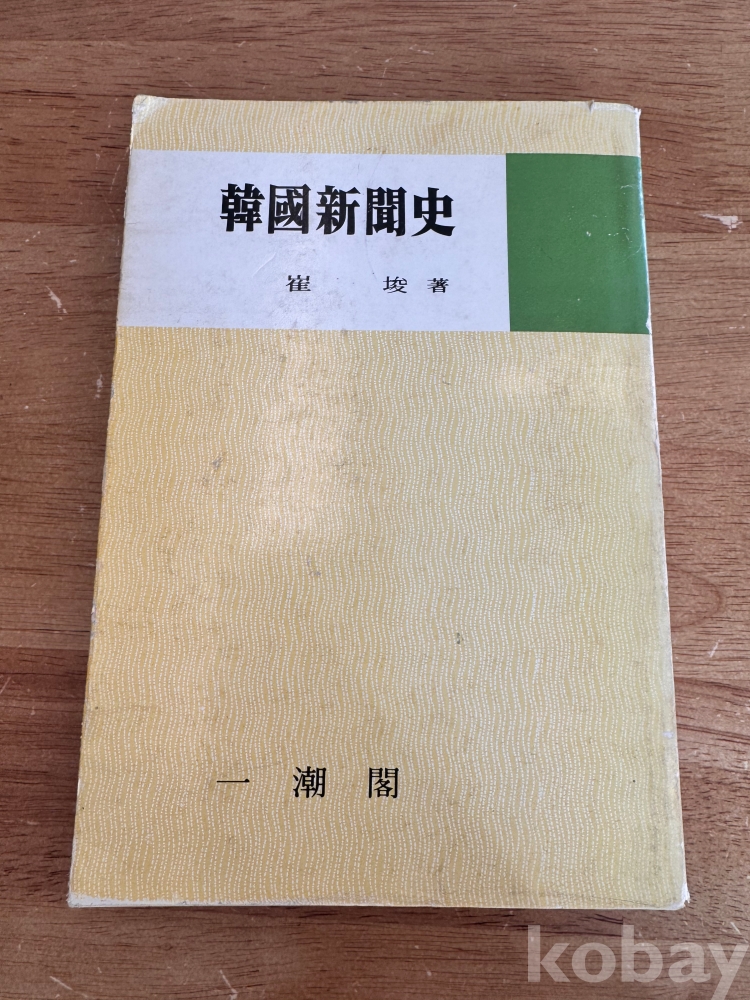 韓國新聞史
崔 埈 著
一潮閣
kobay